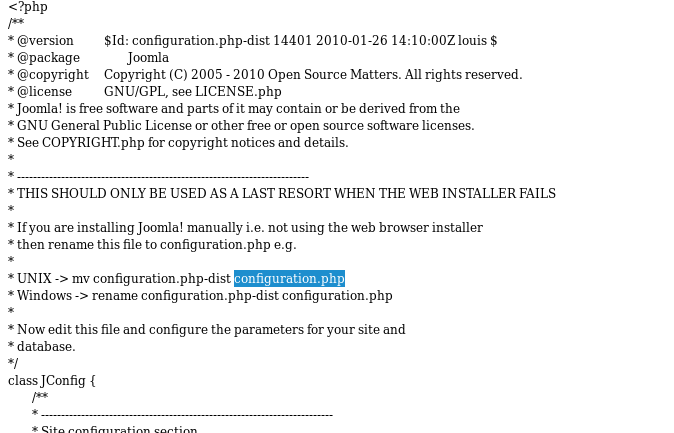 <?php
/**
* @version $Id: configuration.php-dist 14401 2010-01-26 14:10:00Z louis $
* @package Joomla
* @copyright Copyright (C) 2005 - 2010 Open Source Matters. All rights reserved.
* @license GNU/GPL, see LICENSE.php
* Joomla! is free software and parts of it may contain or be derived from the
* GNU General Public License or other free or open source software licenses.
* See COPYRIGHT.php for copyright notices and details.
*
* -------------------------------------------------------------------------
* THIS SHOULD ONLY BE USED AS A LAST RESORT WHEN THE WEB INSTALLER FAILS
*
* If you are installing Joomla! manually i.e. not using the web browser installer
* then rename this file to configuration.php e.g.
*
* UNIX -> mv configuration.php-dist configuration.php
* Windows -> rename configuration.php-dist configuration.php
*
* Now edit this file and configure the parameters for your site and
* database.
*/
class JConfig {
/**
* -------------------------------------------------------------------------
* Site configuration section